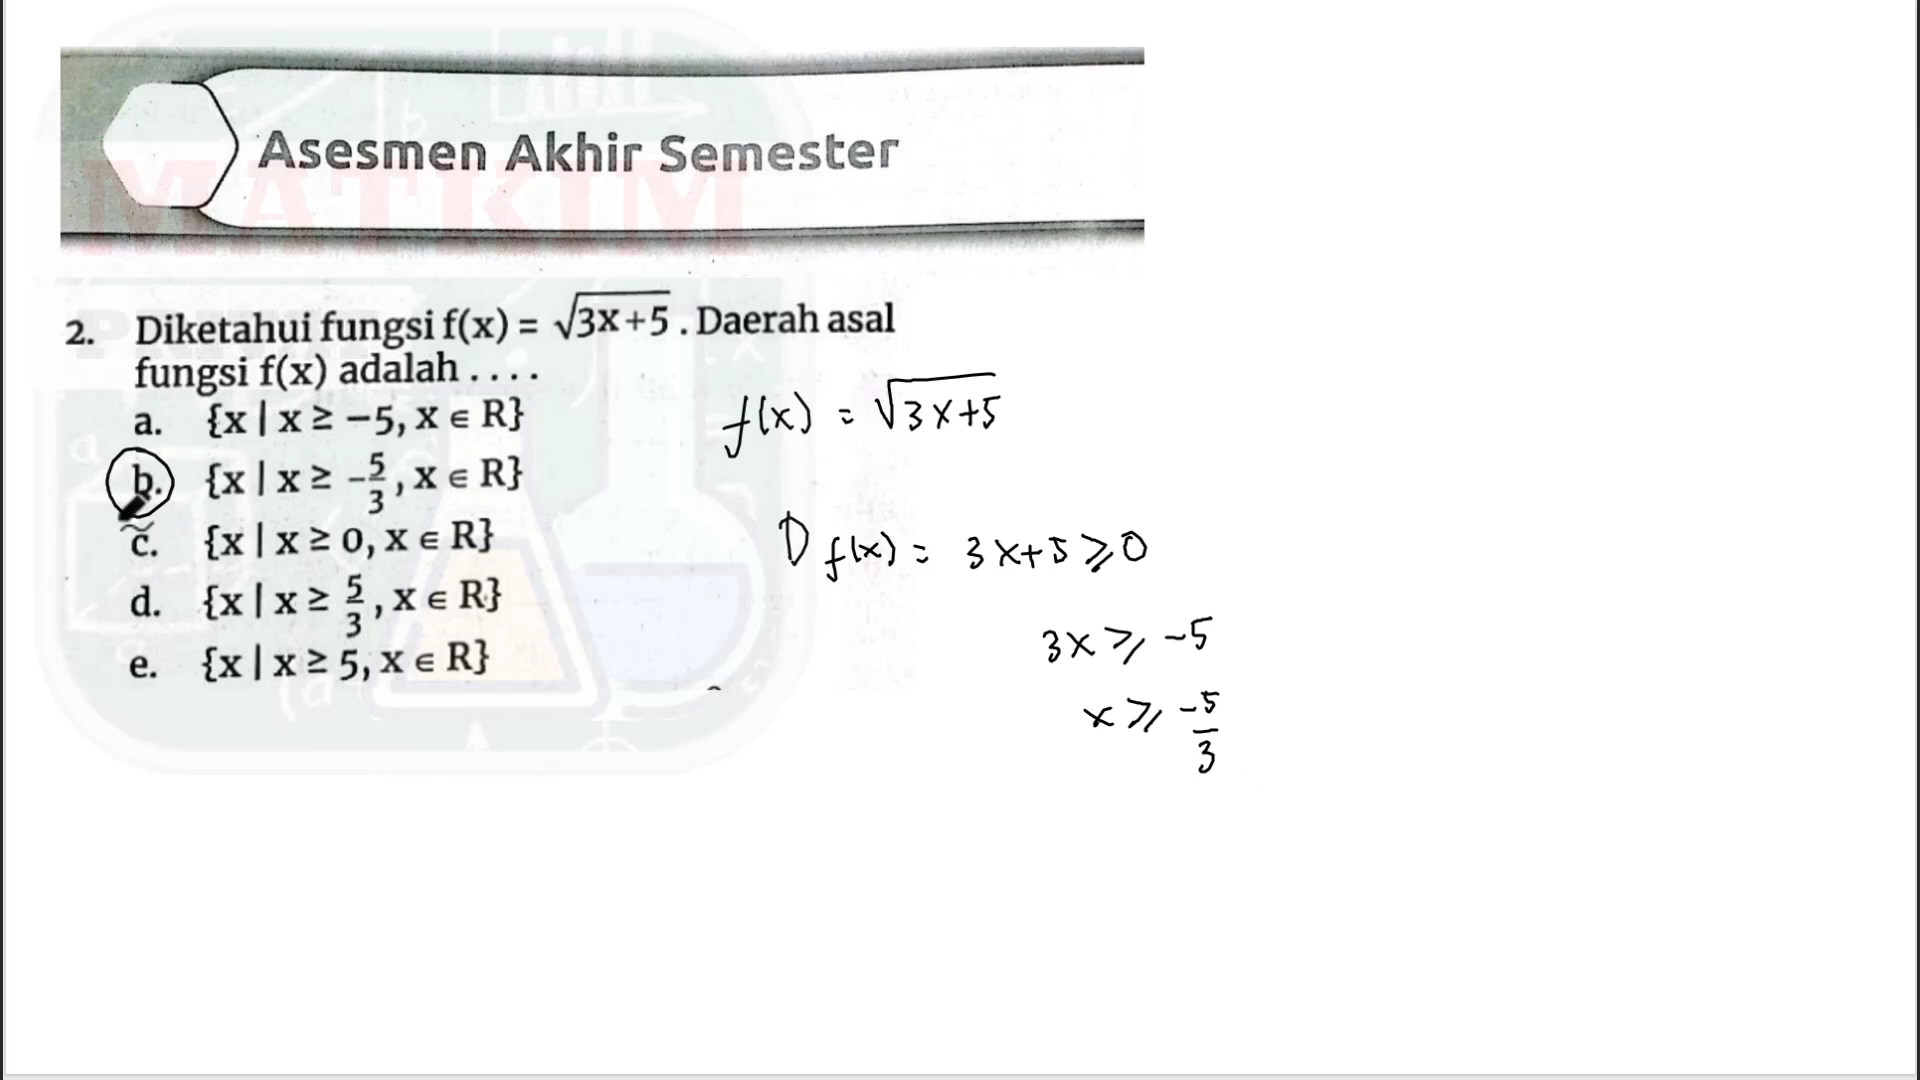 Asesmen Akhir Semester
MATKIM
2. Diketahui fungsi f(x) = √3x+5 . Daerah asal
fungsi f(x) adalah . . . .
a. {x | x ≥ −5, x ∈ R}
b. {x | x ≥ -5/3, x ∈ R}
c. {x | x ≥ 0, x ∈ R}
d. {x | x ≥ 5/3, x ∈ R}
e. {x | x ≥ 5, x ∈ R}
f(x) = √3x+5
D f(x) = 3x+5 ≥ 0
3x ≥ -5
x ≥ -5/3